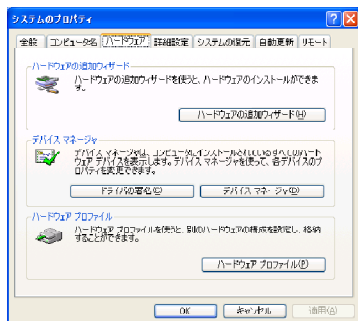 システムのプロパティ
全般 コンピュータ名 ハードウェア 詳細設定 システムの復元 自動更新 リモート
ハードウェアの追加ウィザード
ハードウェアの追加ウィザードを使うと、ハードウェアのインストールができます。
ハードウェアの追加ウィザード(H)
デバイス マネージャ
デバイス マネージャは、コンピュータにインストールされているすべてのハード
ウェア デバイスを表示します。デバイス マネージャを使って、各デバイスのプ
ロパティを変更できます。
ドライバの署名(S) デバイス マネージャ(D)
ハードウェア プロファイル
ハードウェア プロファイルを使うと、別のハードウェアの構成を設定し、格納
することができます。
ハードウェア プロファイル(P)
OK キャンセル 適用(A)